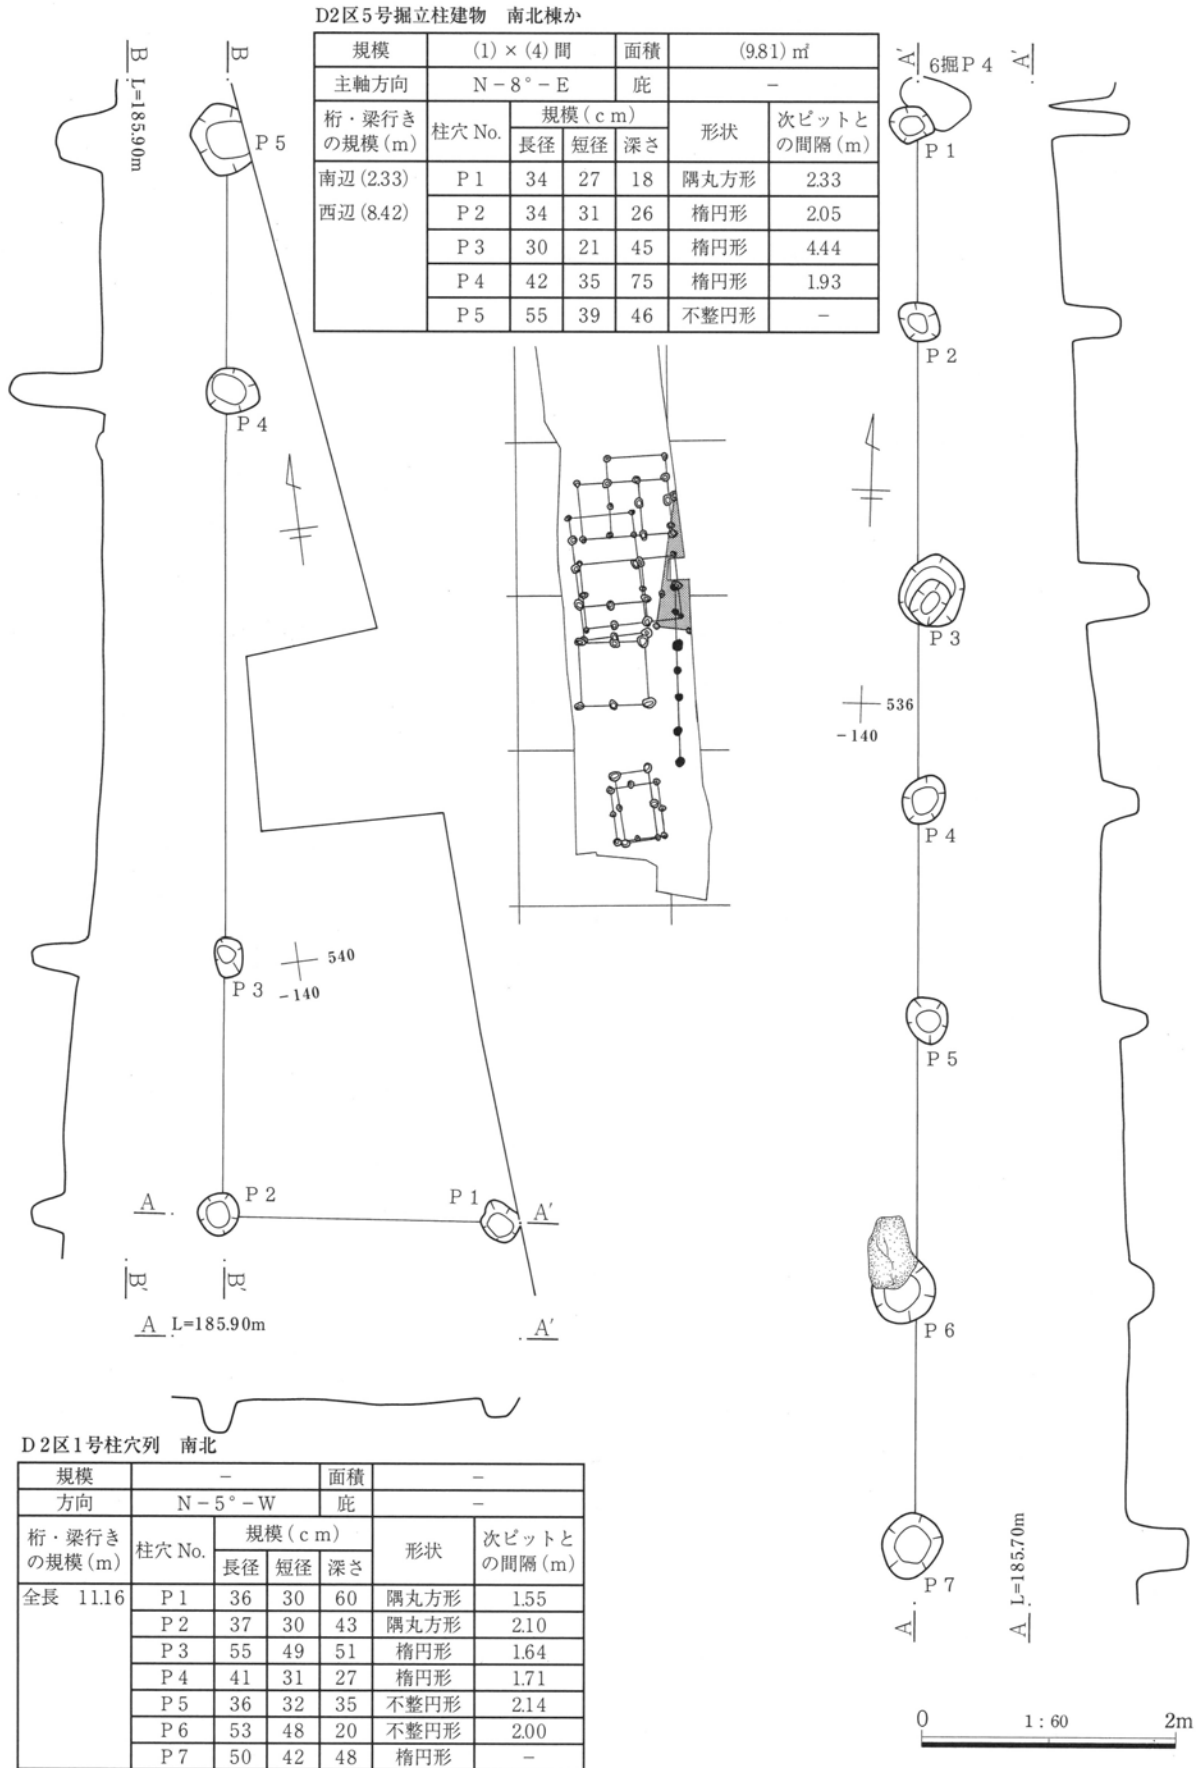 D2区5号掘立柱建物 南北棟か
規模 (1)×(4)間 面積 (9.81)㎡
主軸方向 N-8°-E 庇 -
桁・梁行きの規模(m) 柱穴No. 規模(cm) 形状 次ピットとの間隔(m)
長径 短径 深さ
南辺(2.33) P1 34 27 18 隅丸方形 2.33
西辺(8.42) P2 34 31 26 楕円形 2.05
P3 30 21 45 楕円形 4.44
P4 42 35 75 楕円形 1.93
P5 55 39 46 不整円形 -
B B
L=185.90m
P5
P4
P3
540
-140
P2
P1
A A'
B' B'
A L=185.90m A'
A' 6掘P4 A'
P1
P2
P3
536
-140
P4
P5
P6
P7
A A L=185.70m
D2区1号柱穴列 南北
規模 - 面積 -
方向 N-5°-W 庇 -
桁・梁行きの規模(m) 柱穴No. 規模(cm) 形状 次ピットとの間隔(m)
長径 短径 深さ
全長 11.16 P1 36 30 60 隅丸方形 1.55
P2 37 30 43 隅丸方形 2.10
P3 55 49 51 楕円形 1.64
P4 41 31 27 楕円形 1.71
P5 36 32 35 不整円形 2.14
P6 53 48 20 不整円形 2.00
P7 50 42 48 楕円形 -
0 1:60 2m